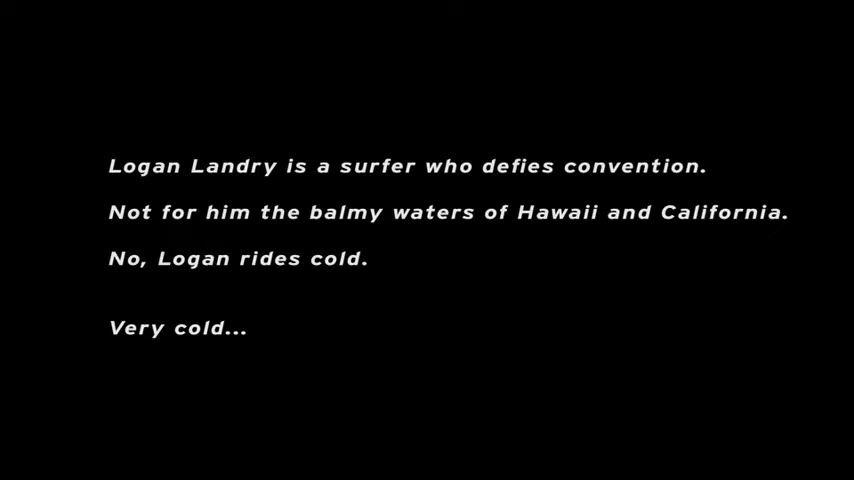 Logan Landry is a surfer who defies convention.
Not for him the balmy waters of Hawaii and California.
No, Logan rides cold.
Very cold...